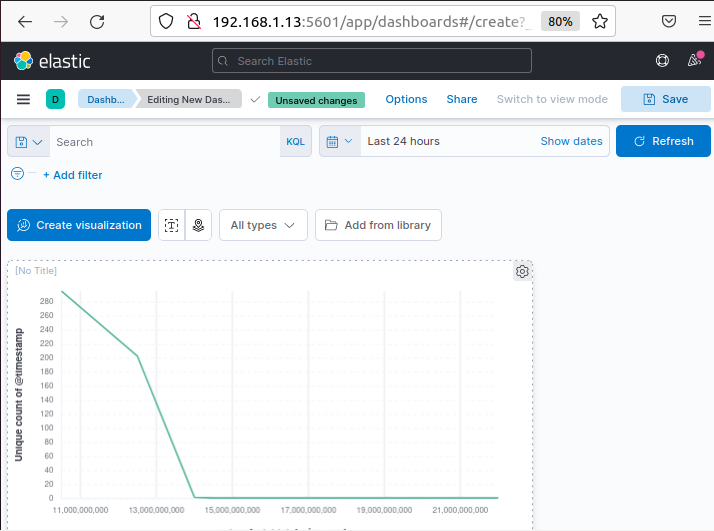 192.168.1.13:5601/app/dashboards#/create?_
80%
elastic
Search Elastic
D
Dashb...
Editing New Das...
Unsaved changes
Options
Share
Switch to view mode
Save
Search
KQL
Last 24 hours
Show dates
Refresh
+ Add filter
Create visualization
T
All types
Add from library
[No Title]
Unique count of @timestamp
280
260
240
220
200
180
160
140
120
100
80
60
40
20
0
11,000,000,000
13,000,000,000
15,000,000,000
17,000,000,000
19,000,000,000
21,000,000,000